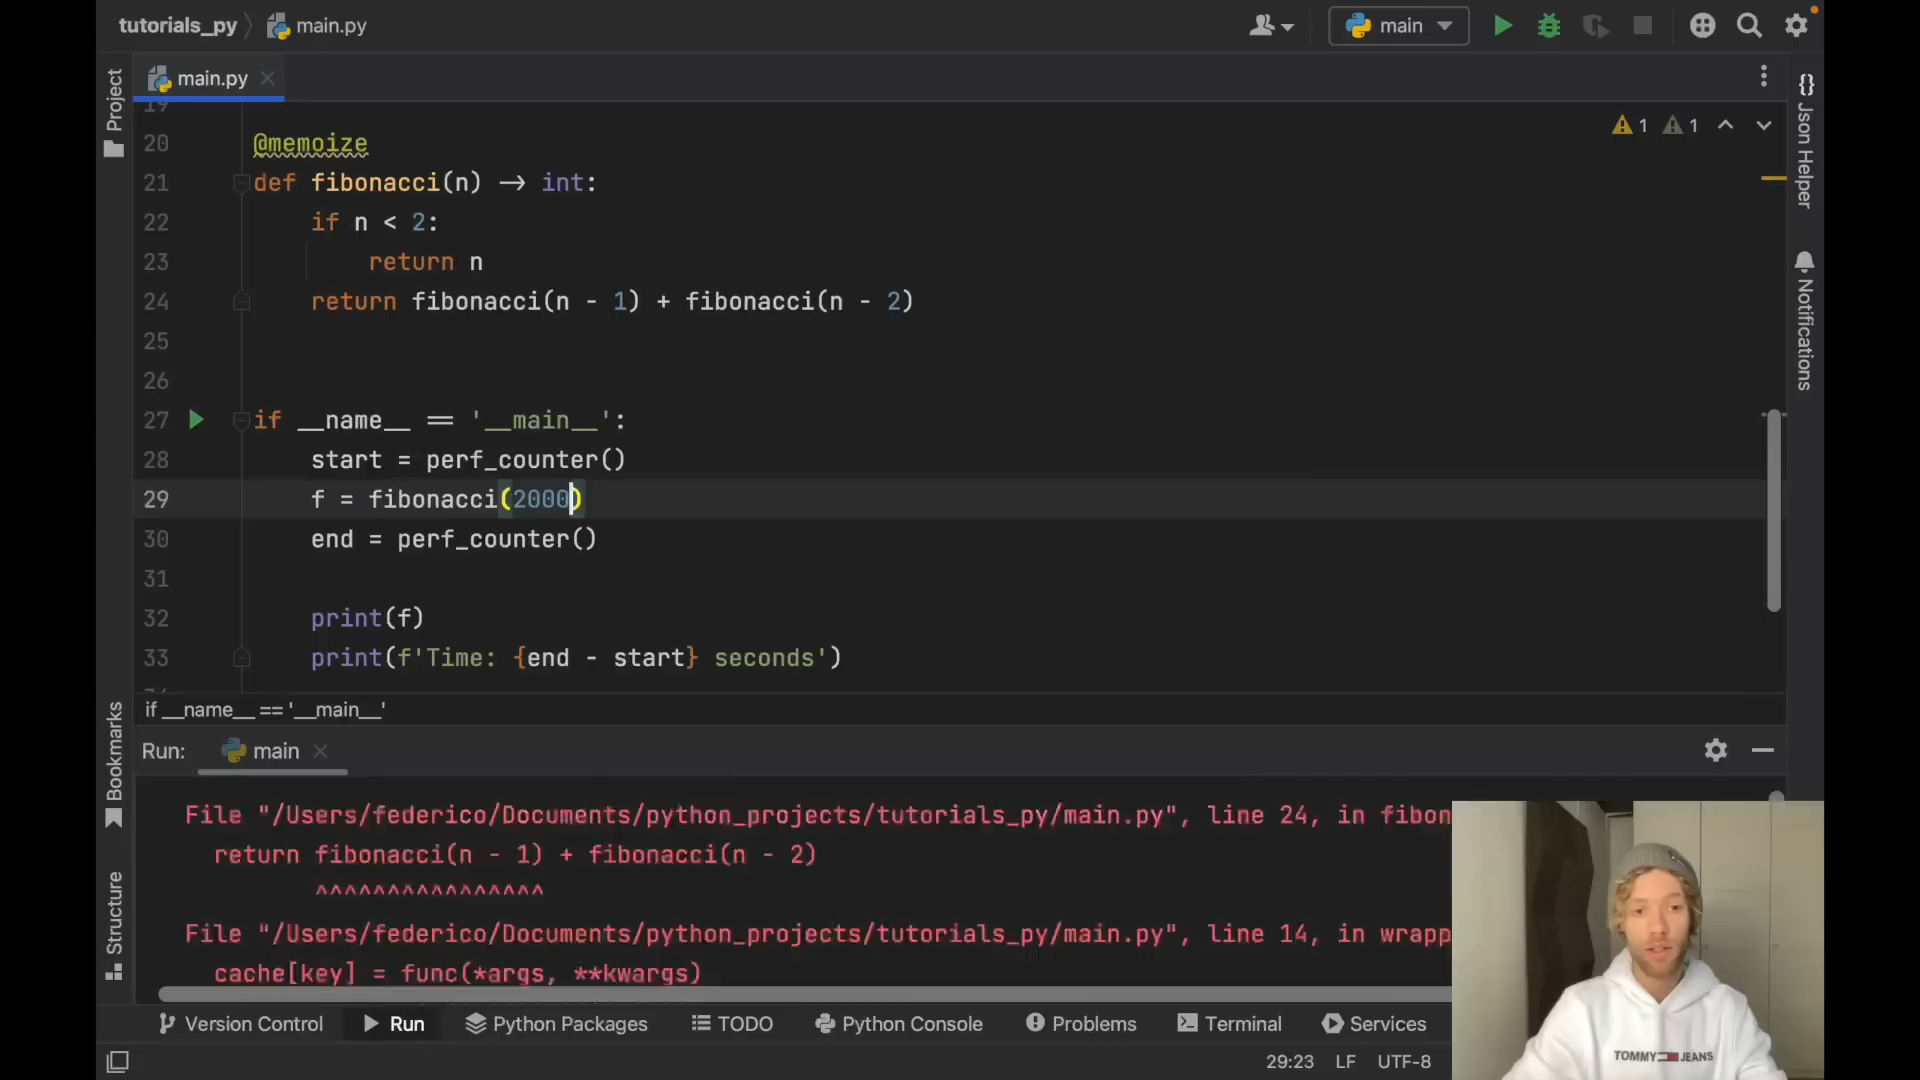 tutorials_py
main.py
main
main.py
Project
Json Helper
Notifications
1
1
19
20 @memoize
21 def fibonacci(n) → int:
22 if n < 2:
23 return n
24 return fibonacci(n - 1) + fibonacci(n - 2)
25
26
27 if __name__ == '__main__':
28 start = perf_counter()
29 f = fibonacci(2000)
30 end = perf_counter()
31
32 print(f)
33 print(f'Time: {end - start} seconds')
if __name__ == '__main__'
Bookmarks
Structure
Run:
main
File "/Users/federico/Documents/python_projects/tutorials_py/main.py", line 24, in fibon
return fibonacci(n - 1) + fibonacci(n - 2)
^^^^^^^^^^^^^^^^
File "/Users/federico/Documents/python_projects/tutorials_py/main.py", line 14, in wrapp
cache[key] = func(*args, **kwargs)
TOMMY JEANS
Version Control
Run
Python Packages
TODO
Python Console
Problems
Terminal
Services
29:23 LF UTF-8